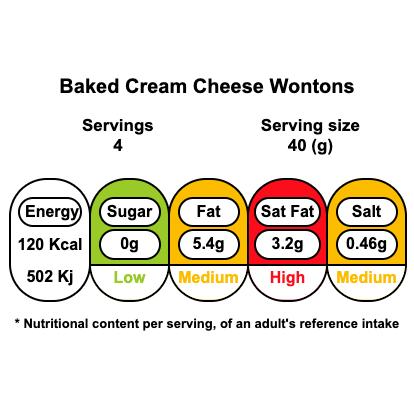 Baked Cream Cheese Wontons
Servings Serving size
4 40 (g)
Energy Sugar Fat Sat Fat Salt
120 Kcal 0g 5.4g 3.2g 0.46g
502 Kj Low Medium High Medium
* Nutritional content per serving, of an adult's reference intake